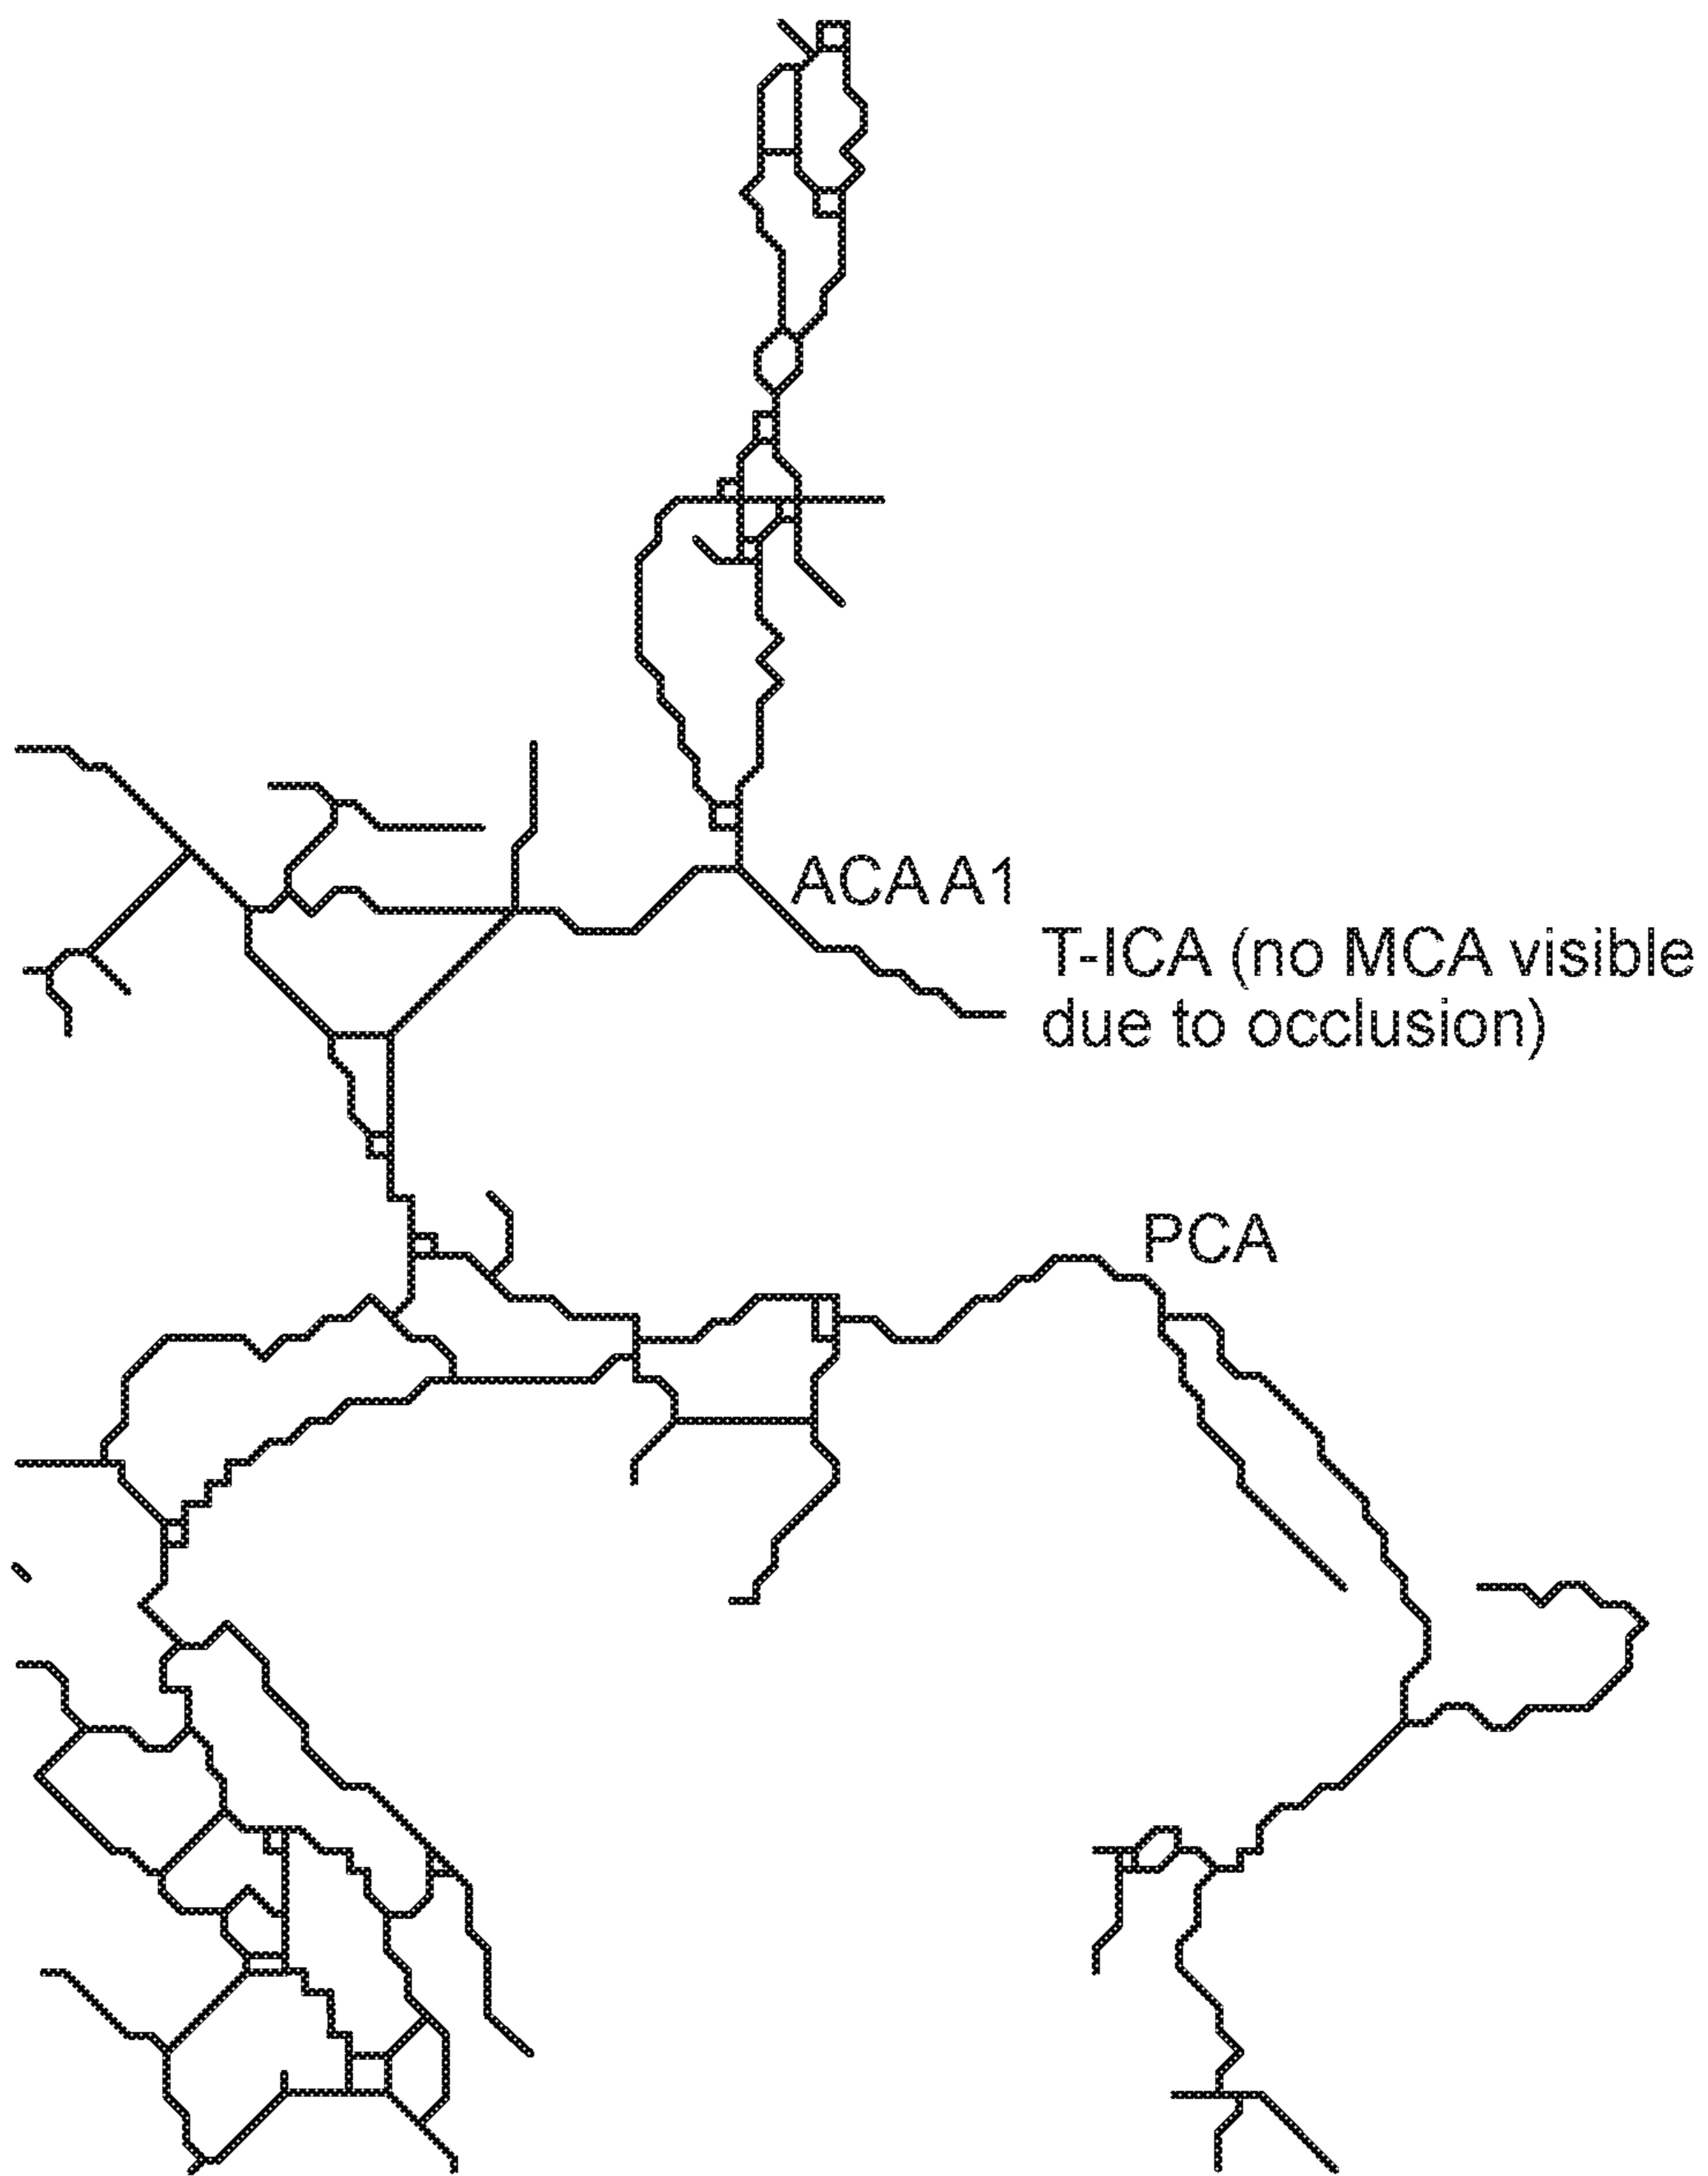 ACA A1
T-ICA (no MCA visible
due to occlusion)
PCA